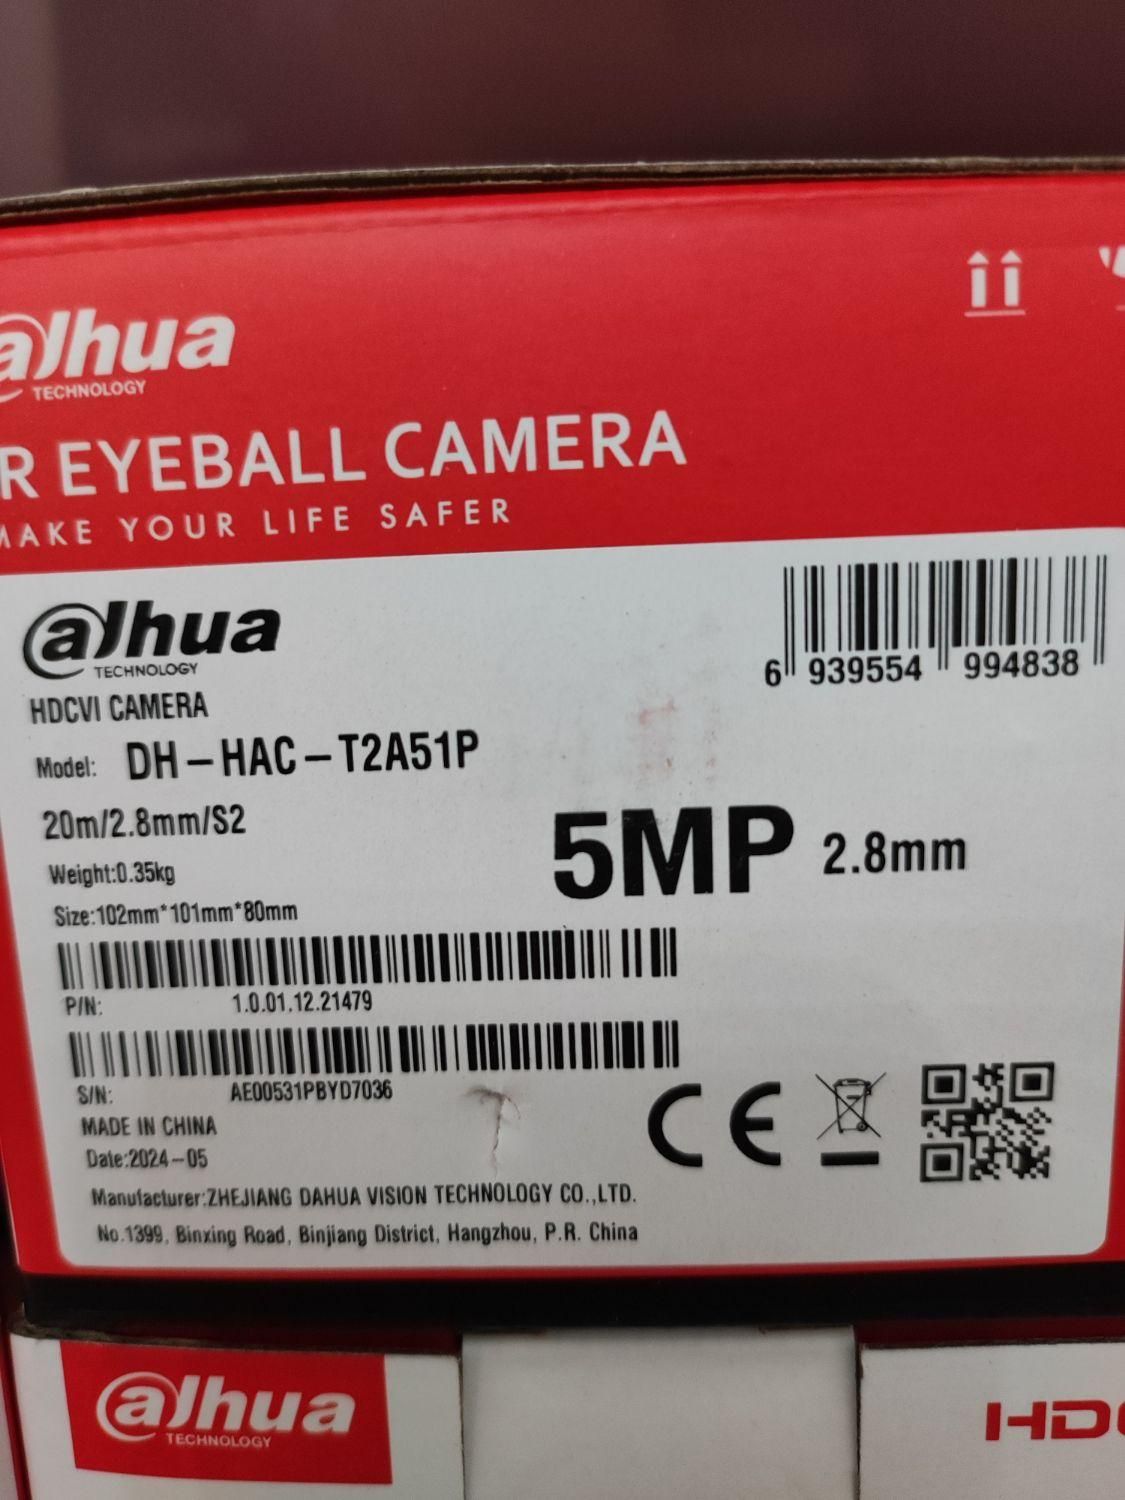 alhua
TECHNOLOGY
R EYEBALL CAMERA
MAKE YOUR LIFE SAFER
alhua
TECHNOLOGY
6 939554 994838
HDCVI CAMERA
Model: DH-HAC-T2A51P
20m/2.8mm/S2
5MP 2.8mm
Weight:0.35kg
Size:102mm*101mm*80mm
P/N: 1.0.01.12.21479
S/N: AE00531PBYD7036
MADE IN CHINA
Date:2024-05
CE
Manufacturer:ZHEJIANG DAHUA VISION TECHNOLOGY CO.,LTD.
No.1399, Binxing Road, Binjiang District, Hangzhou, P.R. China
alhua
TECHNOLOGY
HD